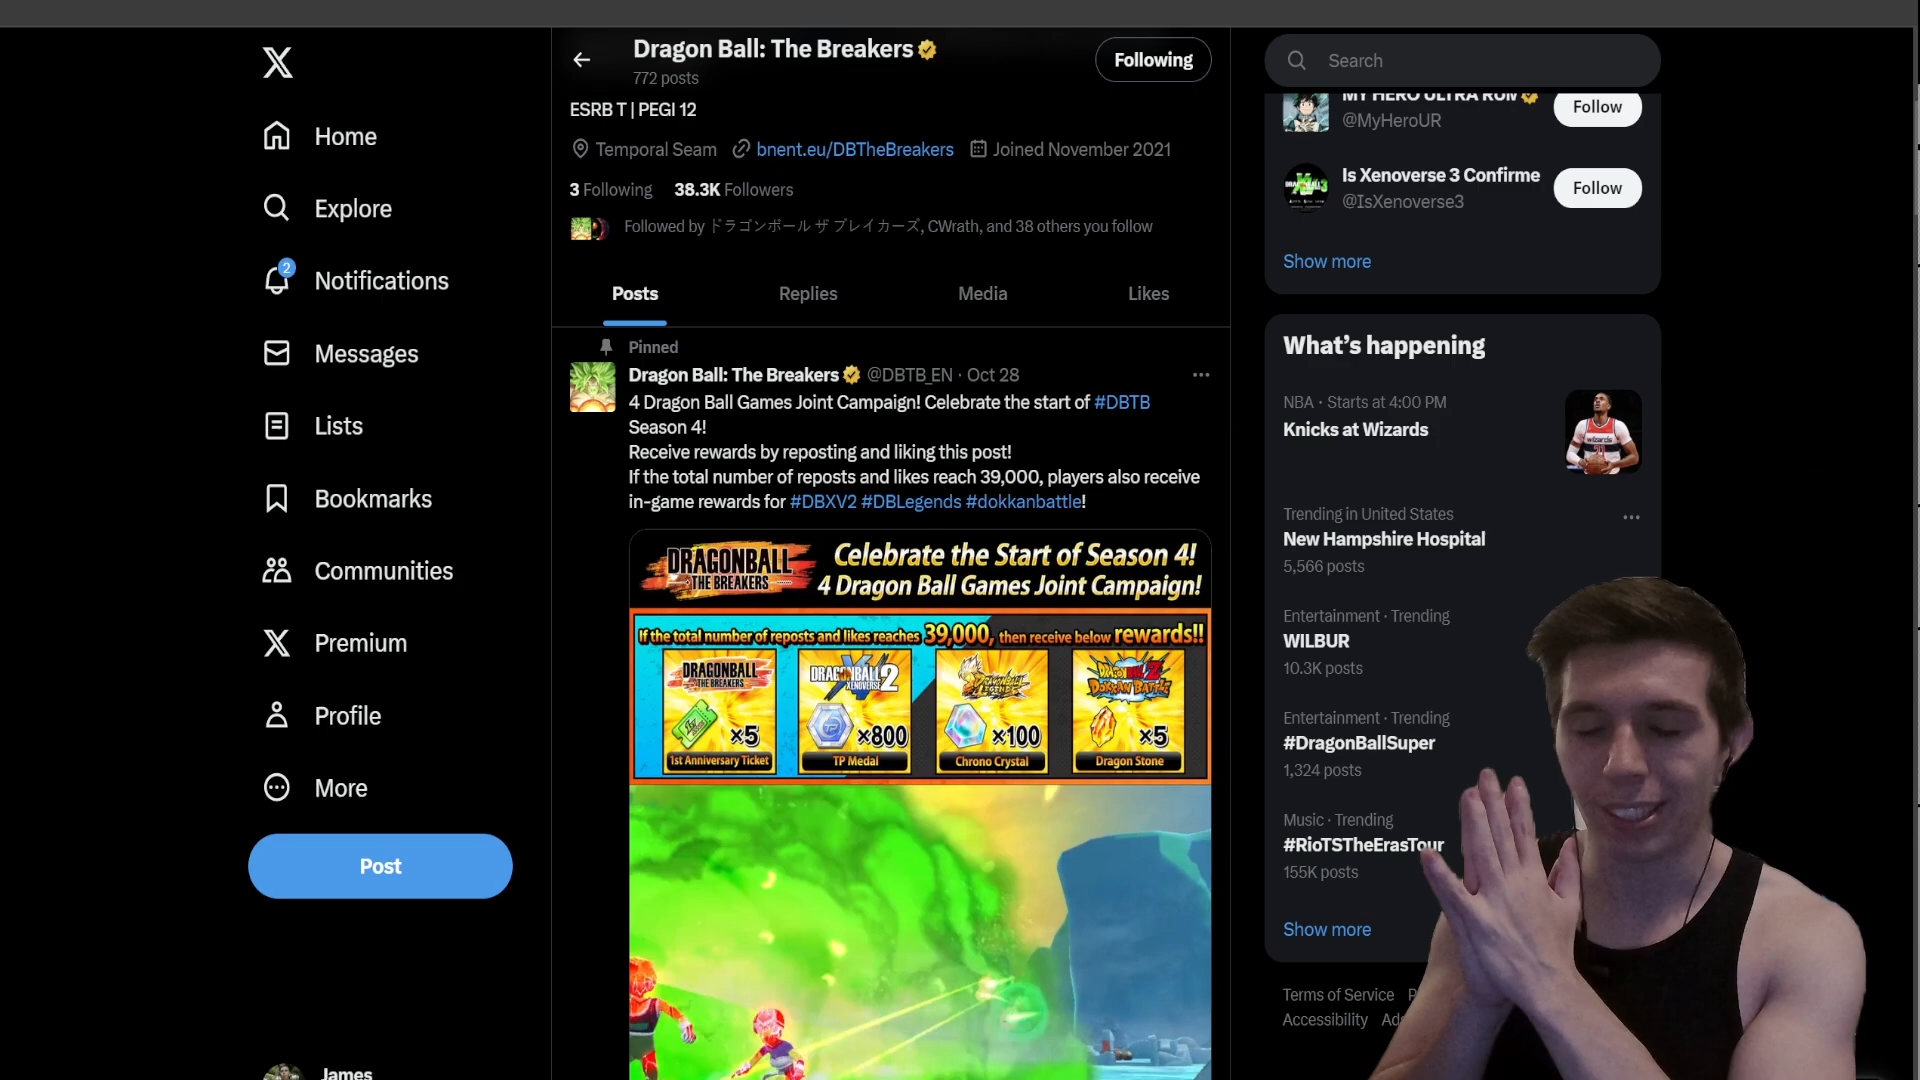 Home
Explore
2
Notifications
Messages
Lists
Bookmarks
Communities
Premium
Profile
More
Post
James
Dragon Ball: The Breakers
772 posts
Following
ESRB T | PEGI 12
Temporal Seam bnent.eu/DBTheBreakers Joined November 2021
3 Following 38.3K Followers
Followed by ドラゴンボール ザ ブレイカーズ, CWrath, and 38 others you follow
Posts Replies Media Likes
Pinned
Dragon Ball: The Breakers @DBTB_EN · Oct 28
4 Dragon Ball Games Joint Campaign! Celebrate the start of #DBTB
Season 4!
Receive rewards by reposting and liking this post!
If the total number of reposts and likes reach 39,000, players also receive
in-game rewards for #DBXV2 #DBLegends #dokkanbattle!
DRAGONBALL
THE BREAKERS
Celebrate the Start of Season 4!
4 Dragon Ball Games Joint Campaign!
If the total number of reposts and likes reaches 39,000, then receive below rewards!!
DRAGONBALL
THE BREAKERS
×5
1st Anniversary Ticket
DRAGONBALL
XENOVERSE 2
TP
×800
TP Medal
DRAGONBALL
LEGENDS
×100
Chrono Crystal
DRAGONBALL Z
DOKKAN BATTLE
×5
Dragon Stone
Search
MY HERO ULTRA RUM
@MyHeroUR
Follow
Is Xenoverse 3 Confirme
@IsXenoverse3
Follow
Show more
What's happening
NBA · Starts at 4:00 PM
Knicks at Wizards
Trending in United States
New Hampshire Hospital
5,566 posts
Entertainment · Trending
WILBUR
10.3K posts
Entertainment · Trending
#DragonBallSuper
1,324 posts
Music · Trending
#RioTSTheErasTour
155K posts
Show more
Terms of Service
Accessibility